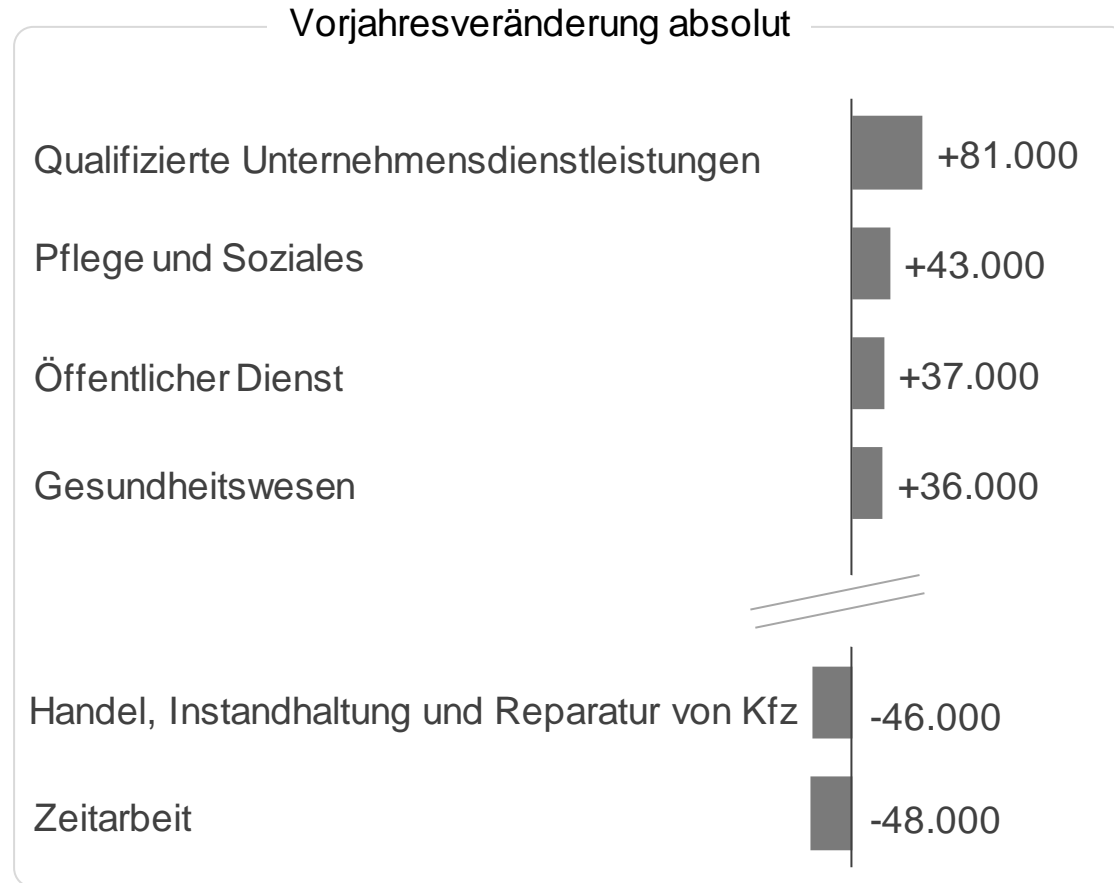 Vorjahresveränderung absolut
Qualifizierte Unternehmensdienstleistungen +81.000
Pflege und Soziales +43.000
Öffentlicher Dienst +37.000
Gesundheitswesen +36.000
Handel, Instandhaltung und Reparatur von Kfz -46.000
Zeitarbeit -48.000